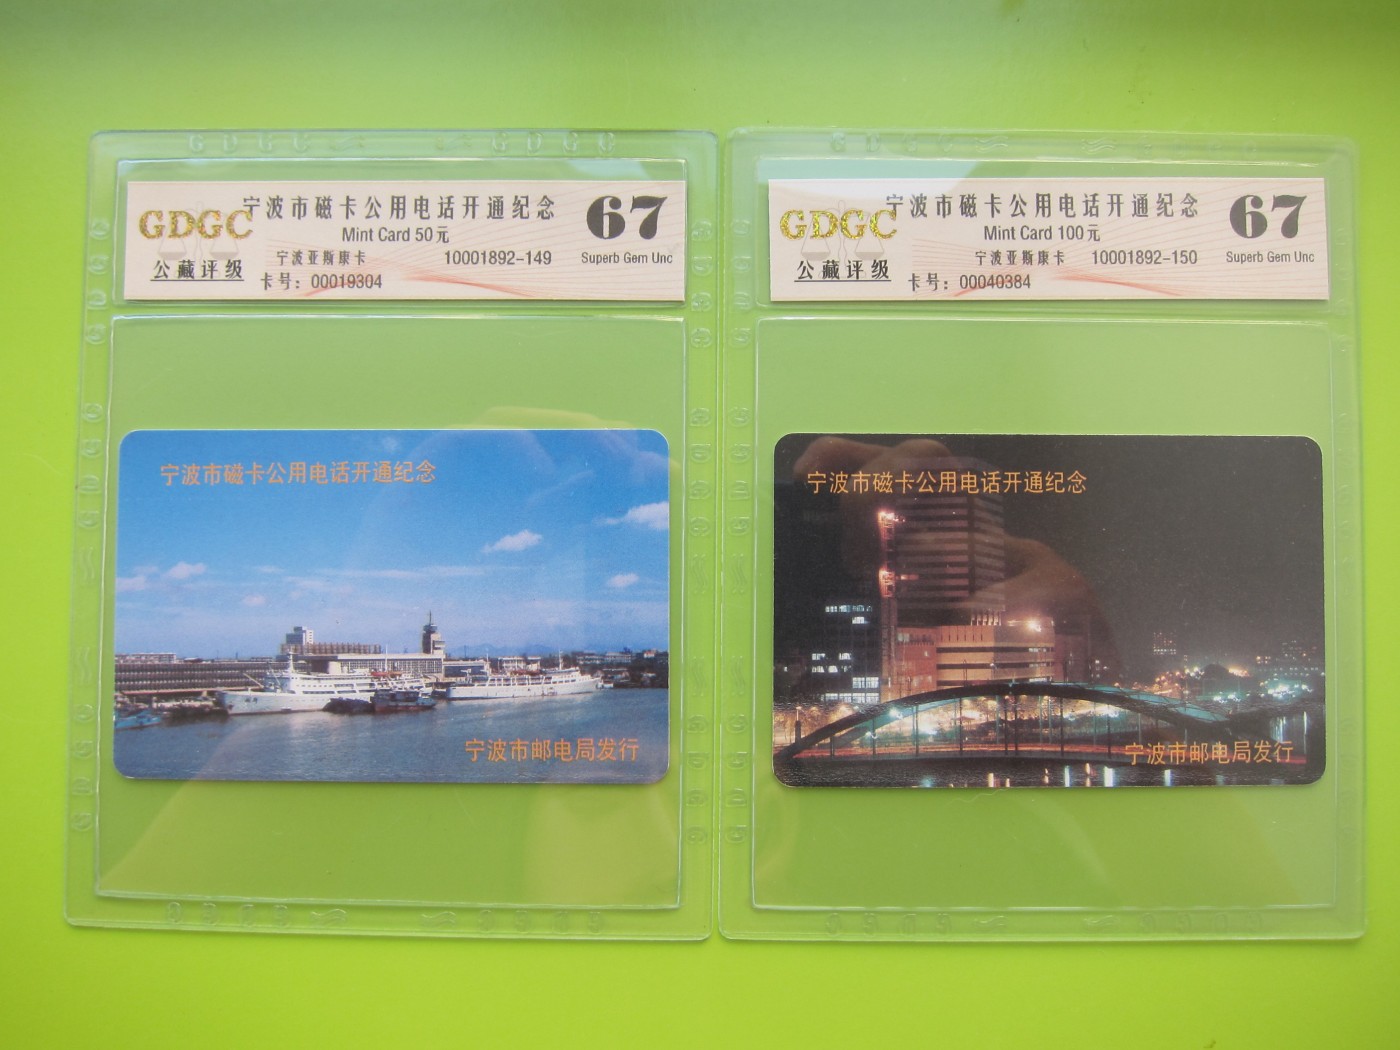 GDGC
GDGC
宁波市磁卡公用电话开通纪念
67
GDGC
Mint Card 50元
公藏评级
宁波亚斯康卡
10001892-149
Superb Gem Unc
卡号：00019304
宁波市磁卡公用电话开通纪念
宁波市邮电局发行
GDGC
GDGC
宁波市磁卡公用电话开通纪念
67
GDGC
Mint Card 100元
公藏评级
宁波亚斯康卡
10001892-150
Superb Gem Unc
卡号：00040384
宁波市磁卡公用电话开通纪念
宁波市邮电局发行